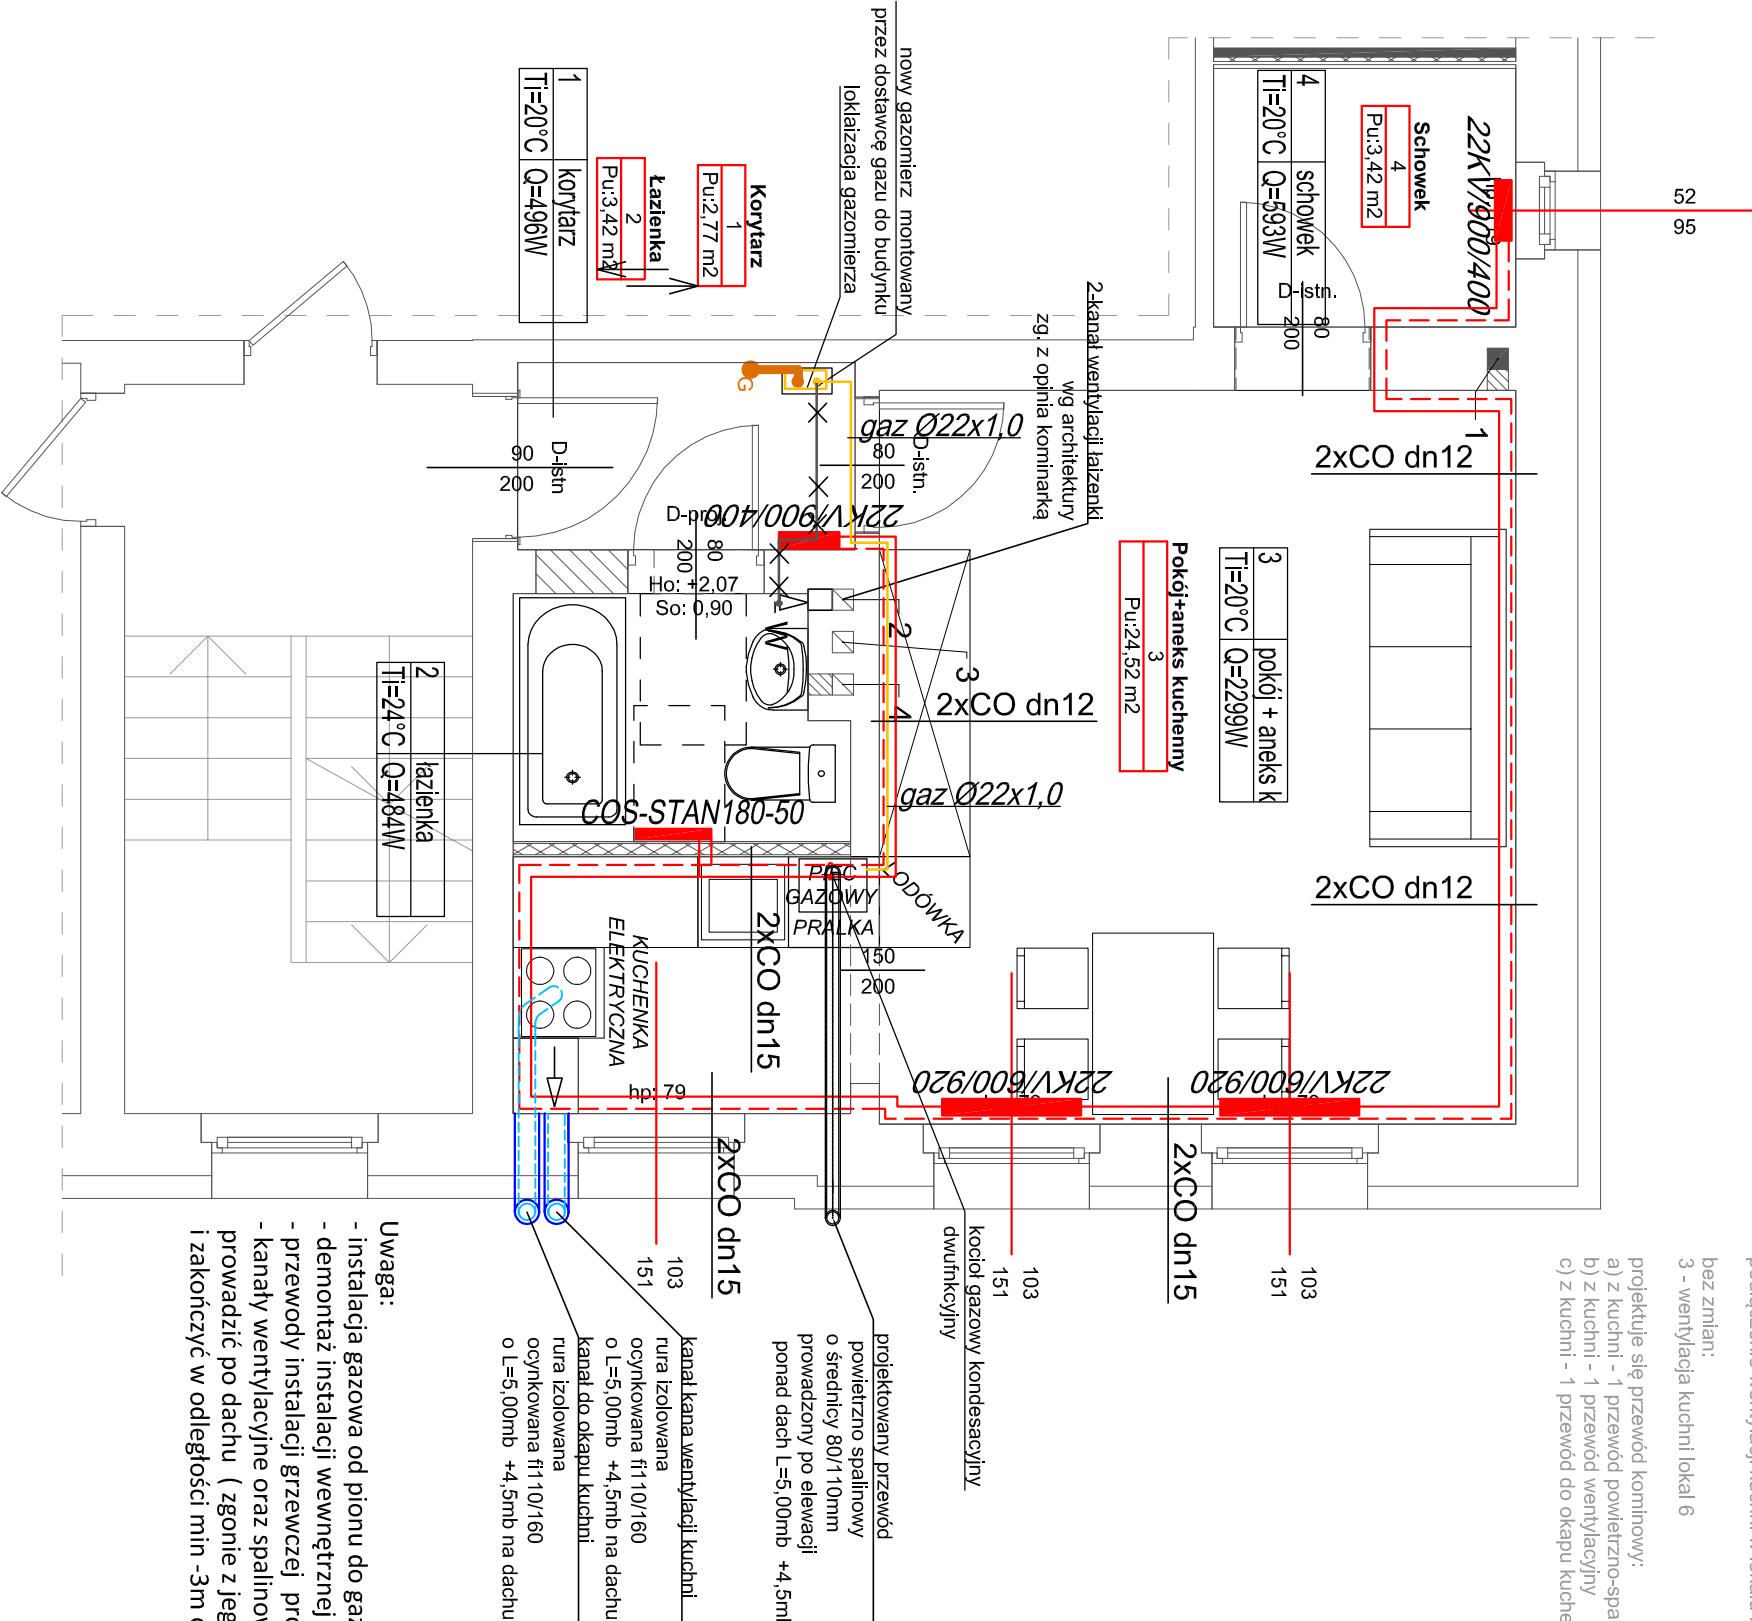 nowy gazomierz montowany
przez dostawcę gazu do budynku
loklaizacja gazomierza
1
korytarz
Ti=20°C Q=496W
Korytarz
1
Pu:2,77 m2
Łazienka
2
Pu:3,42 m2
4
schowek
Ti=20°C Q=593W
Schowek
4
Pu:3,42 m2
22KV/900/400
52
95
D-istn.
80
200
2-kanał wentylacji łaizenki
wg architektury
zg. z opinia kominarką
G
gaz Ø22x1,0
D-istn.
80
200
1
2xCO dn12
D-istn
90
200
22KV/900/400
D-proj.
80
200
Ho: +2,07
So: 0,90
W
2
3
4
2xCO dn12
Pokój+aneks kuchenny
3
Pu:24,52 m2
3
pokój + aneks k
Ti=20°C Q=2299W
2
łazienka
Ti=24°C Q=484W
COS-STAN180-50
gaz Ø22x1,0
2xCO dn12
PIEC
GAZOWY
PRALKA
LODÓWKA
150
200
KUCHENKA
ELEKTRYCZNA
2xCO dn15
hp: 79
22KV/600/920
22KV/600/920
2xCO dn15
2xCO dn15
103
151
103
151
103
151
kocioł gazowy kondesacyjny
dwufnkcyjny
projektowany przewód
powietrzno spalinowy
o średnicy 80/110mm
prowadzony po elewacji
ponad dach L=5,00mb +4,5mb
kanał kana wentylacji kuchni
rura izolowana
ocynkowana fi110/160
o L=5,00mb +4,5mb na dachu
kanał do okapu kuchni
rura izolowana
ocynkowana fi110/160
o L=5,00mb +4,5mb na dachu
Uwaga:
- instalacja gazowa od pionu do gaz
- demontaż instalacji wewnętrznej
- przewody instalacji grzewczej pro
- kanały wentylacyjne oraz spalinow
prowadzić po dachu ( zgonie z jeg
i zakończyć w odległości min -3m o
bez zmian:
3 - wentylacja kuchni lokal 6
projektuje się przewód kominowy:
a) z kuchni - 1 przewód powietrzno-spa
b) z kuchni - 1 przewód wentylacyjny
c) z kuchni - 1 przewód do okapu kuche